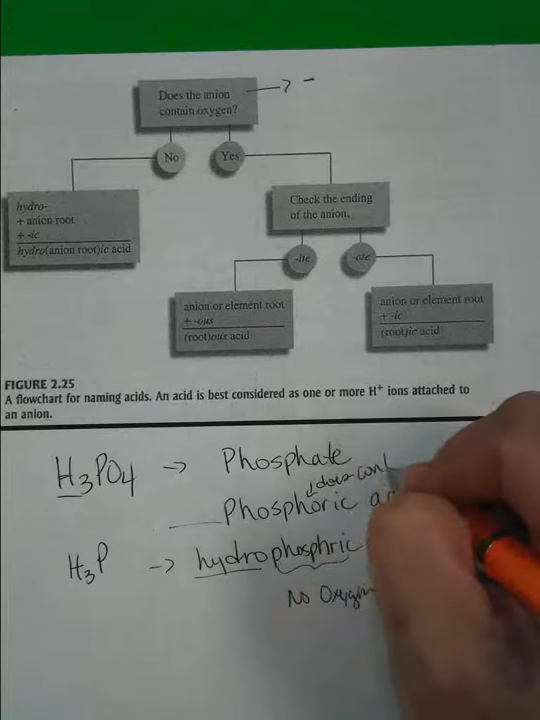 Does the anion
contain oxygen?
No
Yes
hydro-
+ anion root
+ -ic
hydro(anion root)ic acid
Check the ending
of the anion.
-ite
-ate
anion or element root
+ -ous
(root)ous acid
anion or element root
+ -ic
(root)ic acid
FIGURE 2.25
A flowchart for naming acids. An acid is best considered as one or more H⁺ ions attached to
an anion.
H₃PO₄ → Phosphate
does
Phosphoric
H₃P → hydrophosphric
No Oxygen